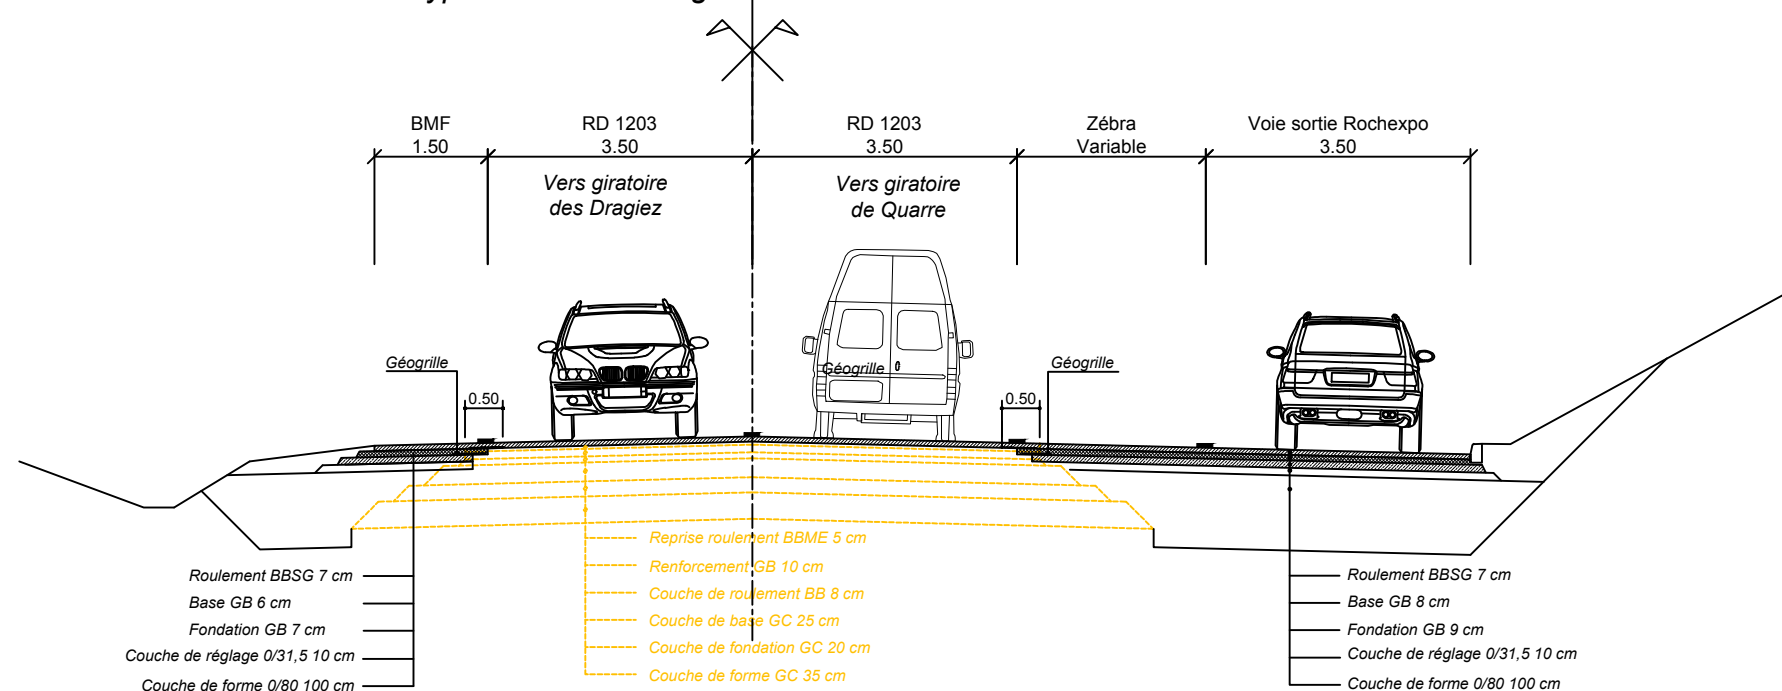 BMF
1.50
RD 1203
3.50
RD 1203
3.50
Zébra
Variable
Voie sortie Rochexpo
3.50
Vers giratoire
des Dragiez
Vers giratoire
de Quarre
Géogrille
Géogrille
Géogrille
0.50
0.50
Reprise roulement BBME 5 cm
Renforcement GB 10 cm
Couche de roulement BB 8 cm
Couche de base GC 25 cm
Couche de fondation GC 20 cm
Couche de forme GC 35 cm
Roulement BBSG 7 cm
Base GB 6 cm
Fondation GB 7 cm
Couche de réglage 0/31,5 10 cm
Couche de forme 0/80 100 cm
Roulement BBSG 7 cm
Base GB 8 cm
Fondation GB 9 cm
Couche de réglage 0/31,5 10 cm
Couche de forme 0/80 100 cm